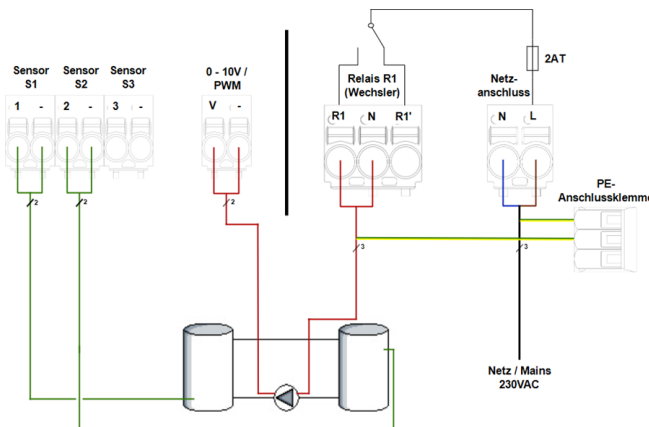 Sensor
S1
Sensor
S2
Sensor
S3
0 - 10V /
PWM
Relais R1
(Wechsler)
2AT
Netz-
anschluss
1 -
2 -
3 -
V -
R1 N R1'
N L
PE-
Anschlussklemme
2
2
2
3
3
Netz / Mains
230VAC